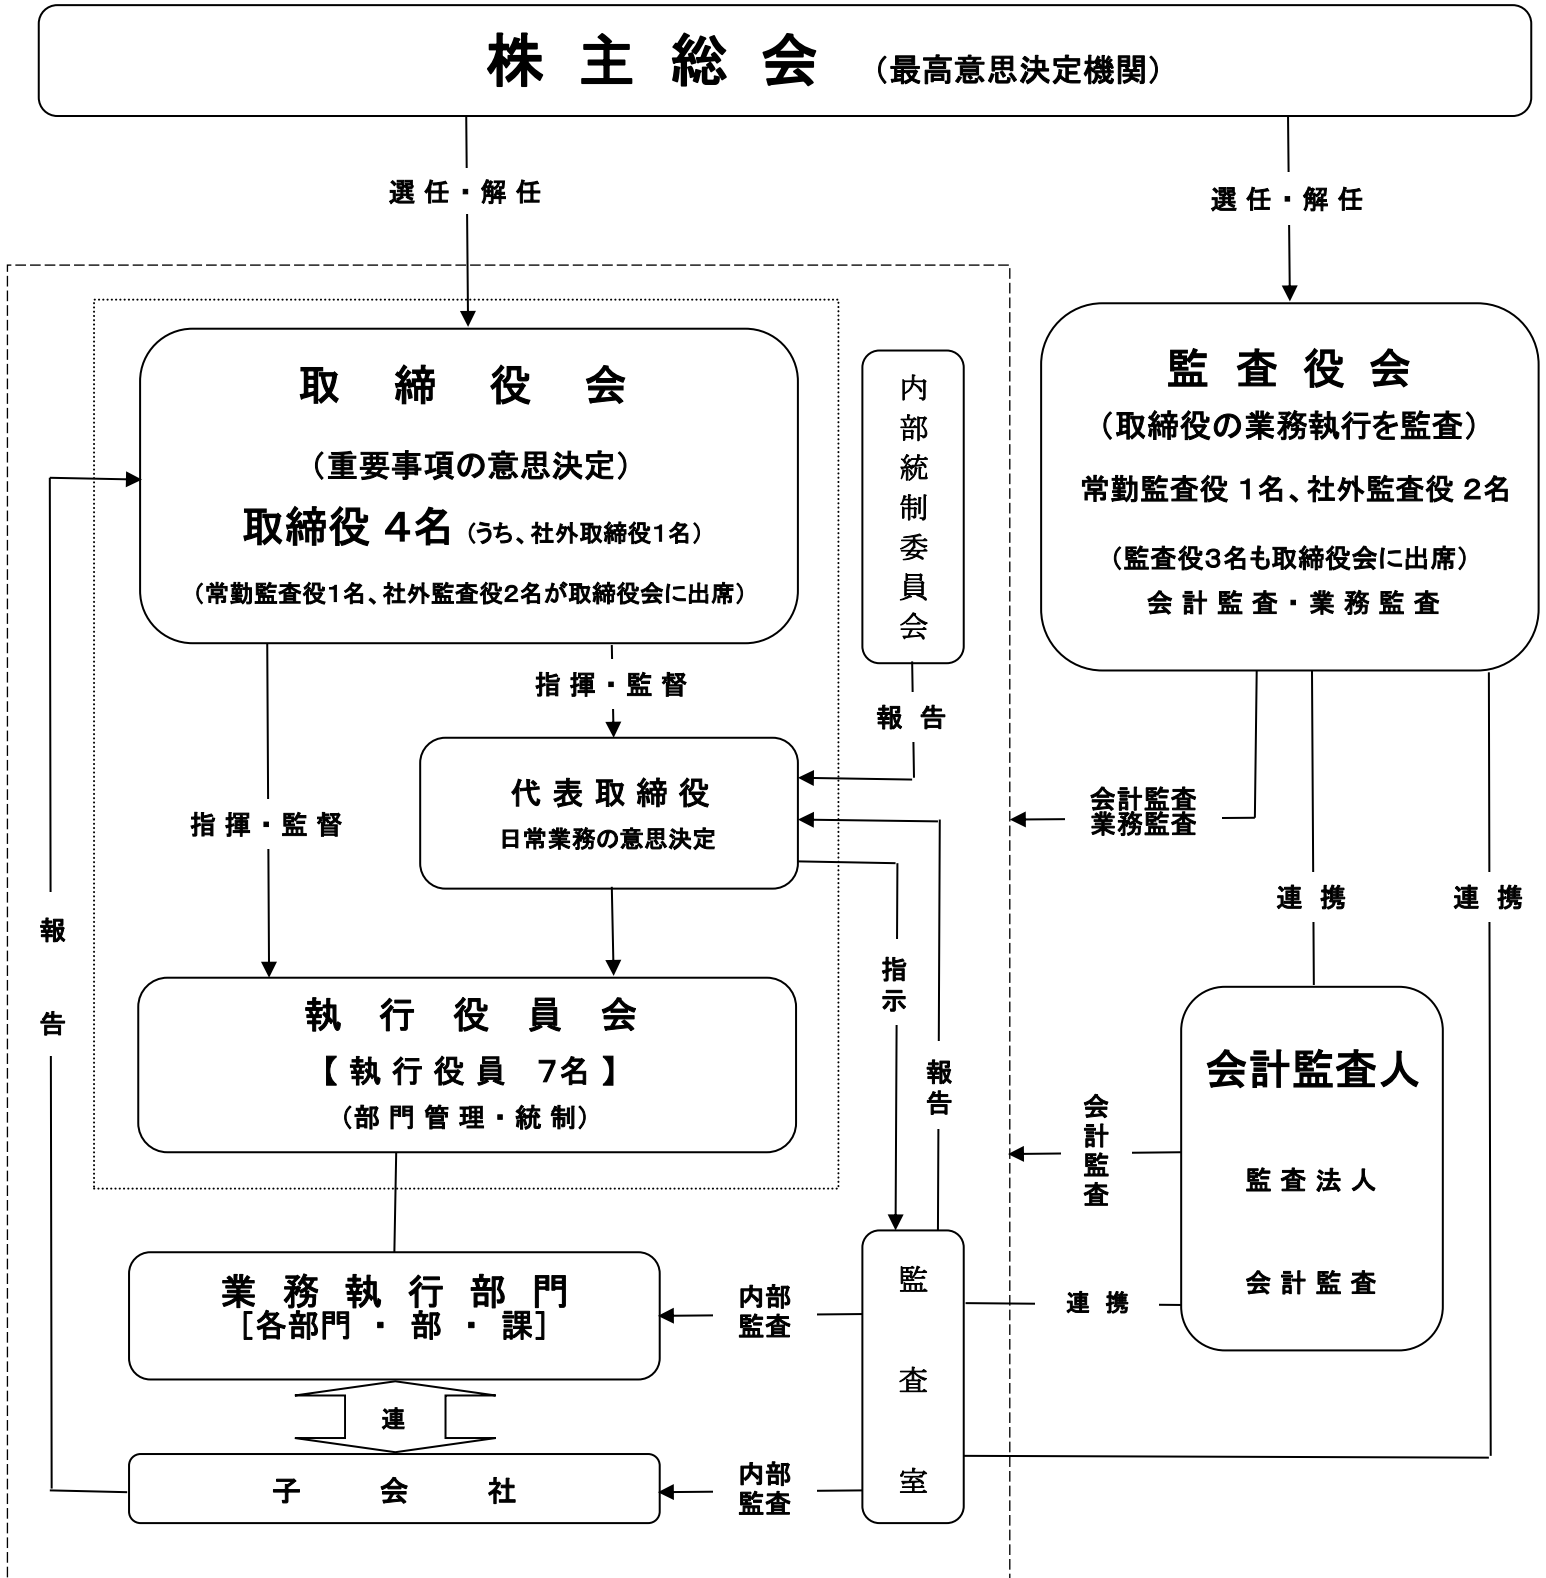 株主総会 （最高意思決定機関）
選任・解任
選任・解任
取締役会
（重要事項の意思決定）
取締役 4名（うち、社外取締役1名）
（常勤監査役1名、社外監査役2名が取締役会に出席）
内部統制委員会
監査役会
（取締役の業務執行を監査）
常勤監査役 1名、社外監査役 2名
（監査役3名も取締役会に出席）
会計監査・業務監査
指揮・監督
報告
代表取締役
日常業務の意思決定
指揮・監督
会計監査
業務監査
連携
連携
報告
指示
報告
執行役員会
【執行役員 7名】
（部門管理・統制）
会計監査人
監査法人
会計監査
会計監査
業務執行部門
[各部門・部・課]
内部
監査
監査室
連携
連
子会社
内部
監査